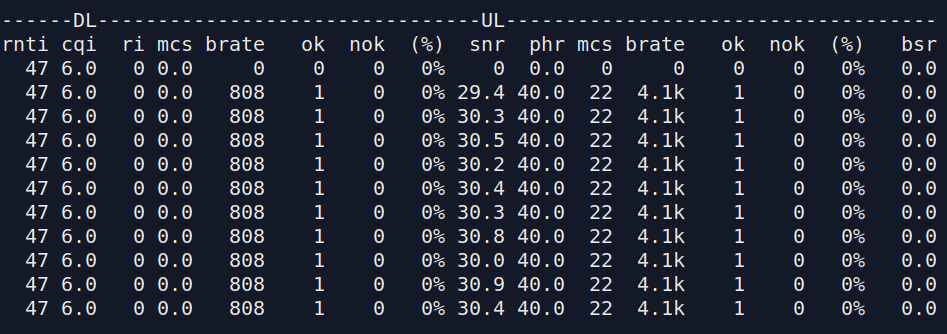 ------DL--------------------------------UL------------------------------------
rnti cqi  ri mcs brate   ok  nok  (%)  snr  phr mcs brate   ok  nok  (%)   bsr
  47 6.0   0 0.0     0    0    0   0%    0  0.0   0     0    0    0   0%   0.0
  47 6.0   0 0.0   808    1    0   0% 29.4 40.0  22  4.1k    1    0   0%   0.0
  47 6.0   0 0.0   808    1    0   0% 30.3 40.0  22  4.1k    1    0   0%   0.0
  47 6.0   0 0.0   808    1    0   0% 30.5 40.0  22  4.1k    1    0   0%   0.0
  47 6.0   0 0.0   808    1    0   0% 30.2 40.0  22  4.1k    1    0   0%   0.0
  47 6.0   0 0.0   808    1    0   0% 30.4 40.0  22  4.1k    1    0   0%   0.0
  47 6.0   0 0.0   808    1    0   0% 30.3 40.0  22  4.1k    1    0   0%   0.0
  47 6.0   0 0.0   808    1    0   0% 30.8 40.0  22  4.1k    1    0   0%   0.0
  47 6.0   0 0.0   808    1    0   0% 30.0 40.0  22  4.1k    1    0   0%   0.0
  47 6.0   0 0.0   808    1    0   0% 30.9 40.0  22  4.1k    1    0   0%   0.0
  47 6.0   0 0.0   808    1    0   0% 30.4 40.0  22  4.1k    1    0   0%   0.0